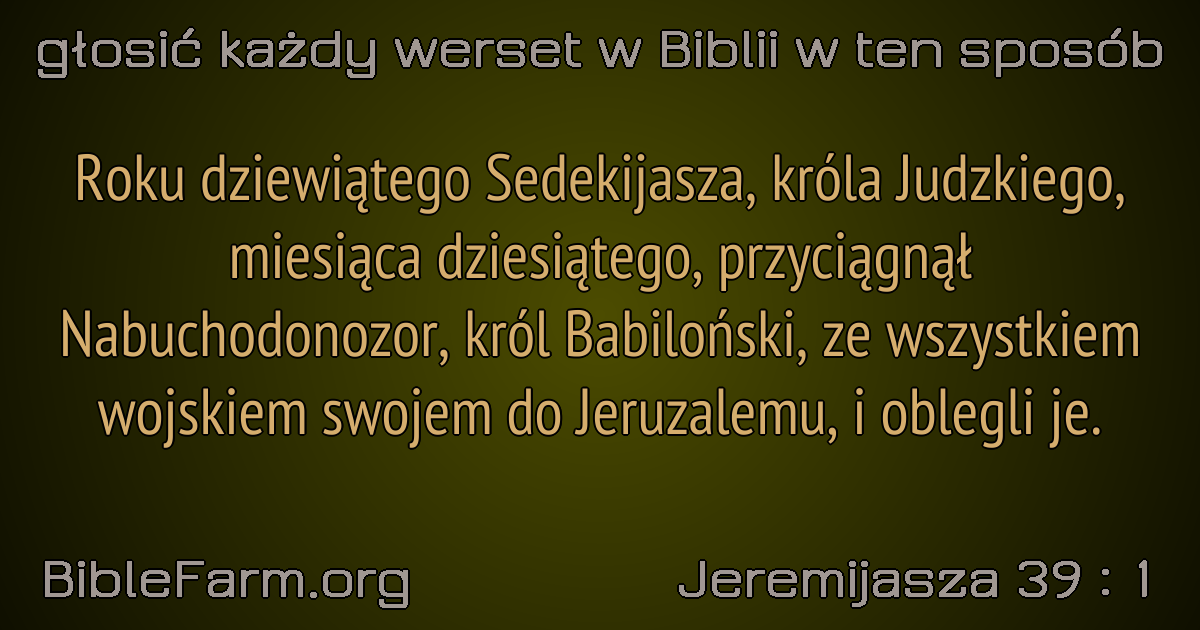 głosić każdy werset w Biblii w ten sposób
Roku dziewiątego Sedekijasza, króla Judzkiego,
miesiąca dziesiątego, przyciągnął
Nabuchodonozor, król Babiloński, ze wszystkiem
wojskiem swojem do Jeruzalemu, i oblegli je.
BibleFarm.org
Jeremijasza 39 : 1